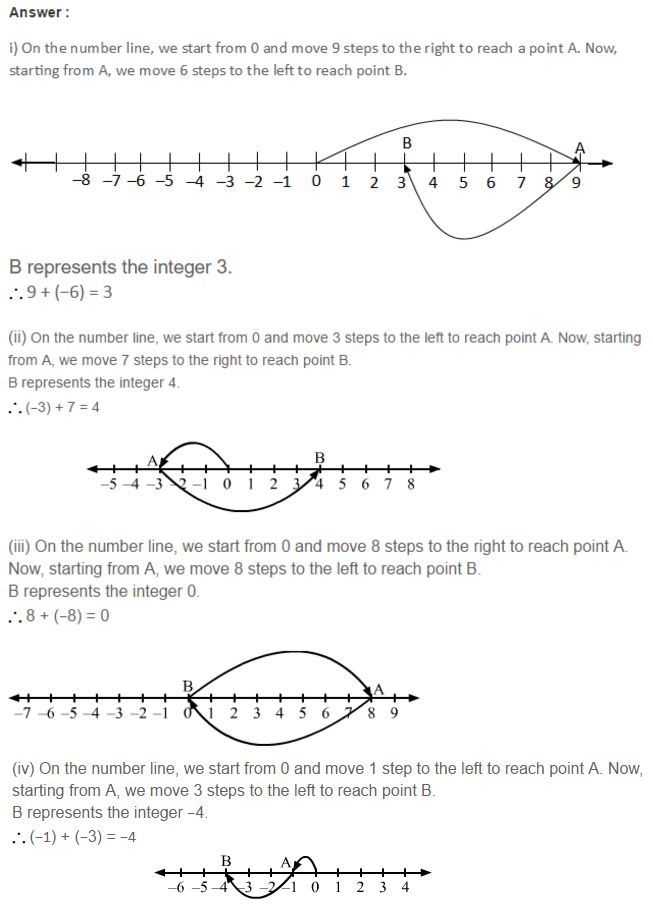 Answer :
i) On the number line, we start from 0 and move 9 steps to the right to reach a point A. Now,
starting from A, we move 6 steps to the left to reach point B.
B A
–8 –7 –6 –5 –4 –3 –2 –1 0 1 2 3 4 5 6 7 8 9
B represents the integer 3.
∴ 9 + (–6) = 3
(ii) On the number line, we start from 0 and move 3 steps to the left to reach point A. Now, starting
from A, we move 7 steps to the right to reach point B.
B represents the integer 4.
∴ (–3) + 7 = 4
A B
–5 –4 –3 –2 –1 0 1 2 3 4 5 6 7 8
(iii) On the number line, we start from 0 and move 8 steps to the right to reach point A.
Now, starting from A, we move 8 steps to the left to reach point B.
B represents the integer 0.
∴ 8 + (–8) = 0
B A
–7 –6 –5 –4 –3 –2 –1 0 1 2 3 4 5 6 7 8 9
(iv) On the number line, we start from 0 and move 1 step to the left to reach point A. Now,
starting from A, we move 3 steps to the left to reach point B.
B represents the integer –4.
∴ (–1) + (–3) = –4
B A
–6 –5 –4 –3 –2 –1 0 1 2 3 4